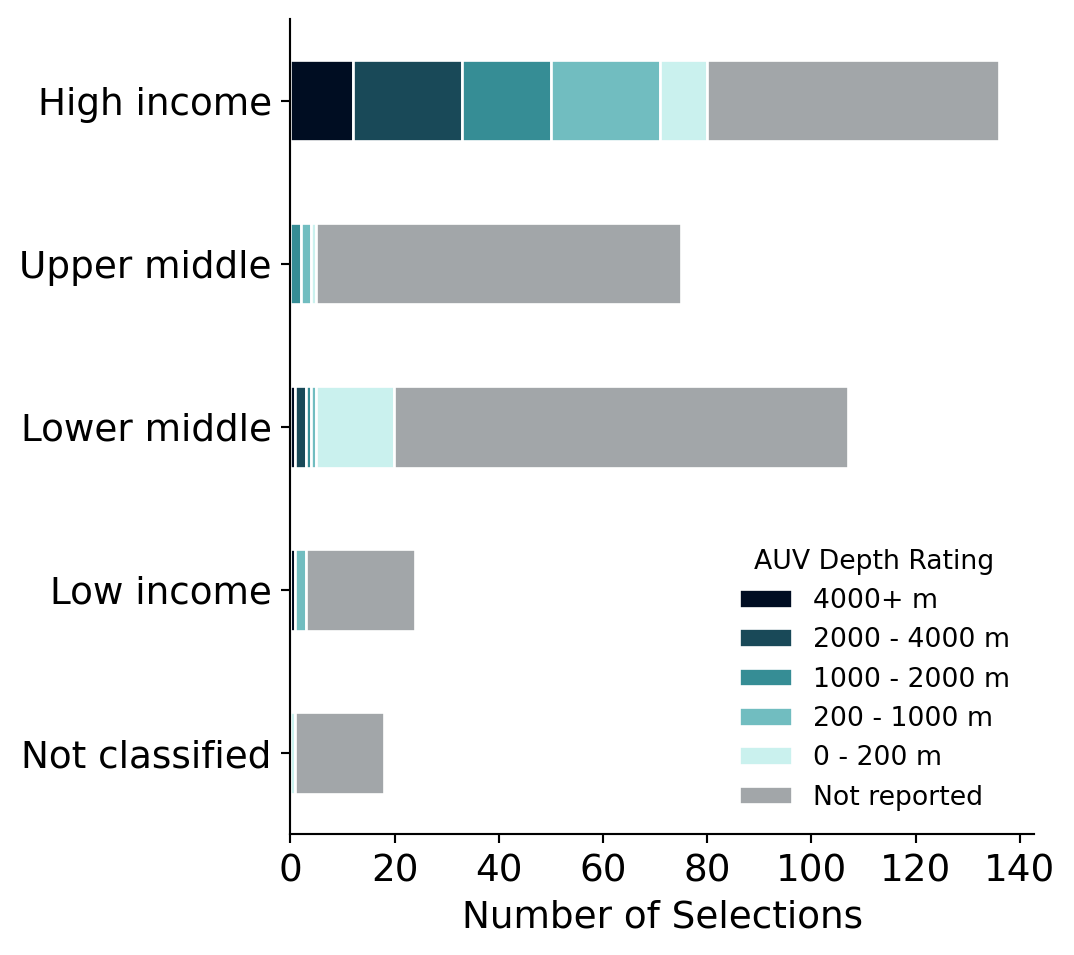 High income
Upper middle
Lower middle
Low income
Not classified
AUV Depth Rating
4000+ m
2000 - 4000 m
1000 - 2000 m
200 - 1000 m
0 - 200 m
Not reported
0 20 40 60 80 100 120 140
Number of Selections